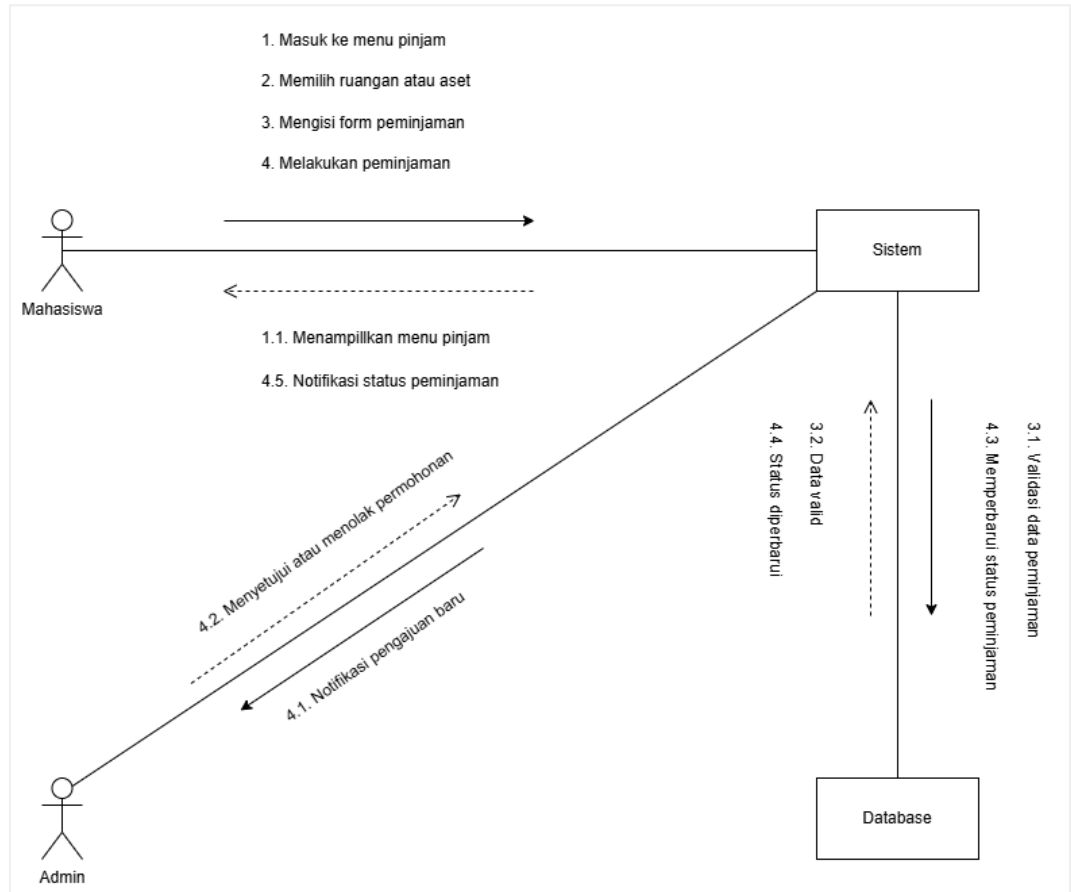 1. Masuk ke menu pinjam
2. Memilih ruangan atau aset
3. Mengisi form peminjaman
4. Melakukan peminjaman
Mahasiswa
Sistem
1.1. Menampillkan menu pinjam
4.5. Notifikasi status peminjaman
3.1. Validasi data peminjaman
4.3. Memperbarui status peminjaman
3.2. Data valid
4.4. Status diperbarui
4.2. Menyetujui atau menolak permohonan
4.1. Notifikasi pengajuan baru
Admin
Database